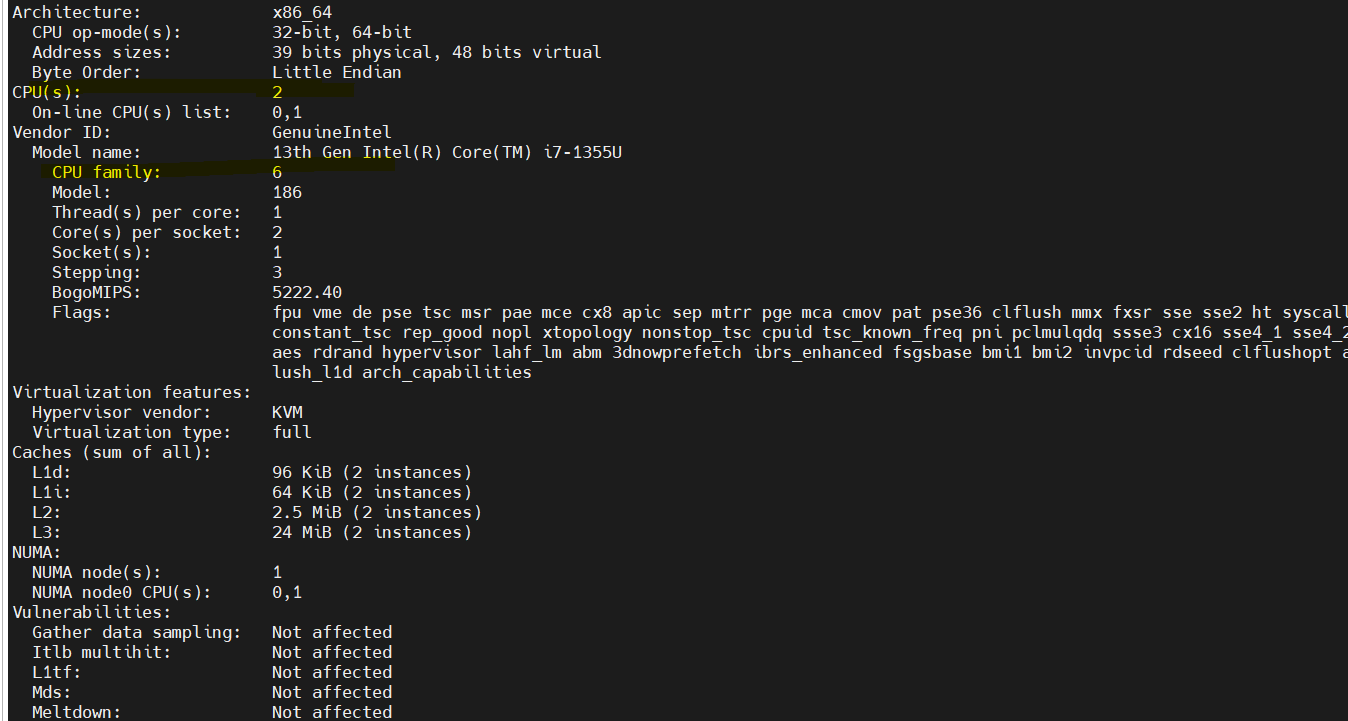 Architecture: x86_64
CPU op-mode(s): 32-bit, 64-bit
Address sizes: 39 bits physical, 48 bits virtual
Byte Order: Little Endian
CPU(s): 2
On-line CPU(s) list: 0,1
Vendor ID: GenuineIntel
Model name: 13th Gen Intel(R) Core(TM) i7-1355U
CPU family: 6
Model: 186
Thread(s) per core: 1
Core(s) per socket: 2
Socket(s): 1
Stepping: 3
BogoMIPS: 5222.40
Flags: fpu vme de pse tsc msr pae mce cx8 apic sep mtrr pge mca cmov pat pse36 clflush mmx fxsr sse sse2 ht syscall
constant_tsc rep_good nopl xtopology nonstop_tsc cpuid tsc_known_freq pni pclmulqdq ssse3 cx16 sse4_1 sse4_2
aes rdrand hypervisor lahf_lm abm 3dnowprefetch ibrs_enhanced fsgsbase bmi1 bmi2 invpcid rdseed clflushopt
lush_l1d arch_capabilities
Virtualization features:
Hypervisor vendor: KVM
Virtualization type: full
Caches (sum of all):
L1d: 96 KiB (2 instances)
L1i: 64 KiB (2 instances)
L2: 2.5 MiB (2 instances)
L3: 24 MiB (2 instances)
NUMA:
NUMA node(s): 1
NUMA node0 CPU(s): 0,1
Vulnerabilities:
Gather data sampling: Not affected
Itlb multihit: Not affected
L1tf: Not affected
Mds: Not affected
Meltdown: Not affected